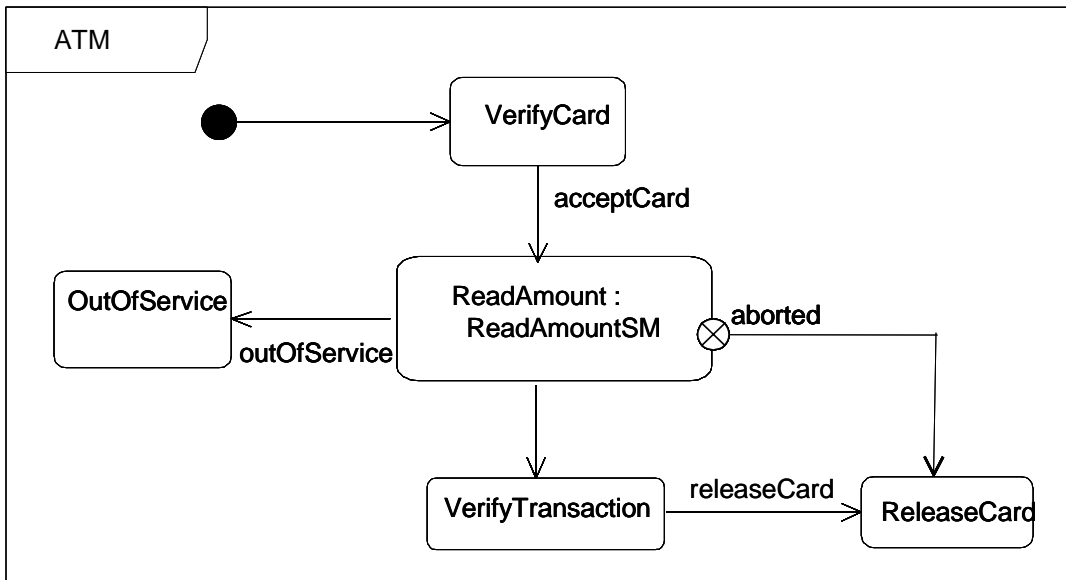 ATM
VerifyCard
acceptCard
OutOfService
ReadAmount :
ReadAmountSM
aborted
outOfService
VerifyTransaction
releaseCard
ReleaseCard